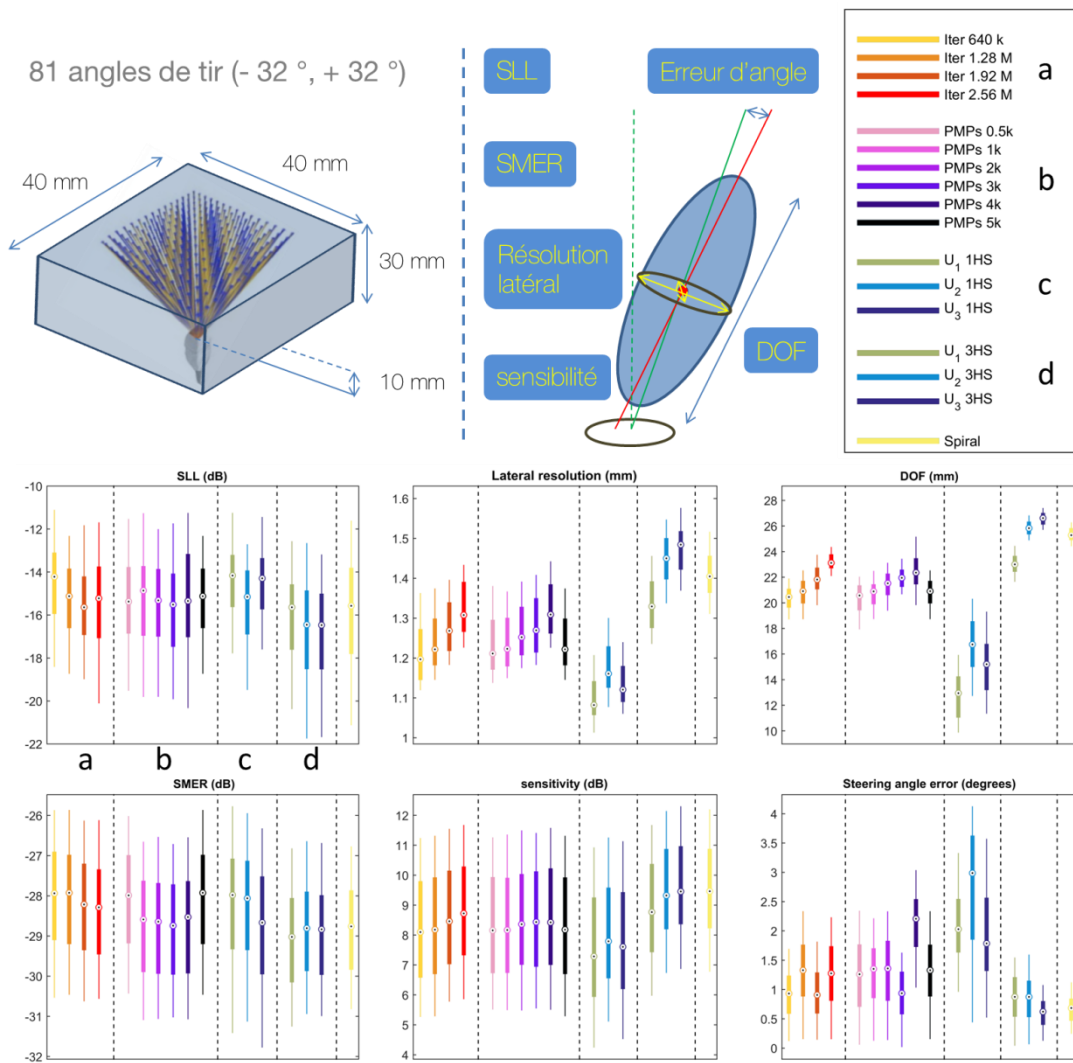 81 angles de tir (- 32 °, + 32 °)
40 mm
40 mm
30 mm
10 mm
SLL
Erreur d'angle
SMER
Résolution
latéral
DOF
sensibilité
Iter 640 k
Iter 1.28 M
Iter 1.92 M
Iter 2.56 M
a
PMPs 0.5k
PMPs 1k
PMPs 2k
PMPs 3k
PMPs 4k
PMPs 5k
b
U1 1HS
U2 1HS
U3 1HS
c
U1 3HS
U2 3HS
U3 3HS
d
Spiral
SLL (dB)
-10
-12
-14
-16
-18
-20
-22
a b c d
Lateral resolution (mm)
1.6
1.5
1.4
1.3
1.2
1.1
1
DOF (mm)
28
26
24
22
20
18
16
14
12
10
SMER (dB)
-26
-27
-28
-29
-30
-31
-32
sensitivity (dB)
12
11
10
9
8
7
6
5
4
Steering angle error (degrees)
4
3.5
3
2.5
2
1.5
1
0.5
0